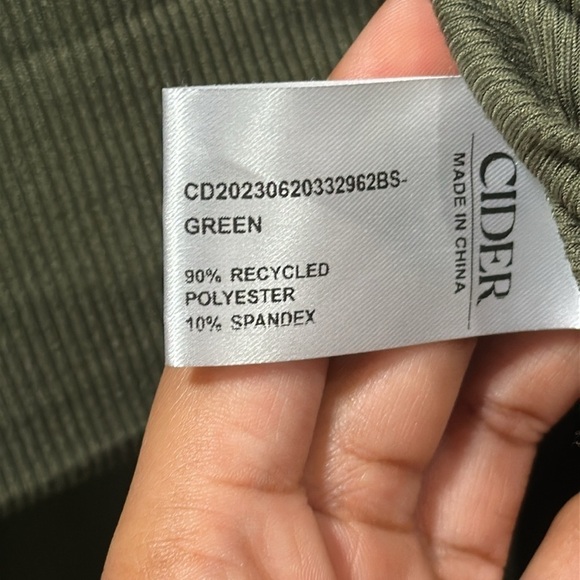 CD20230620332962BS-
GREEN
90% RECYCLED
POLYESTER
10% SPANDEX
CIDER
MADE IN CHINA